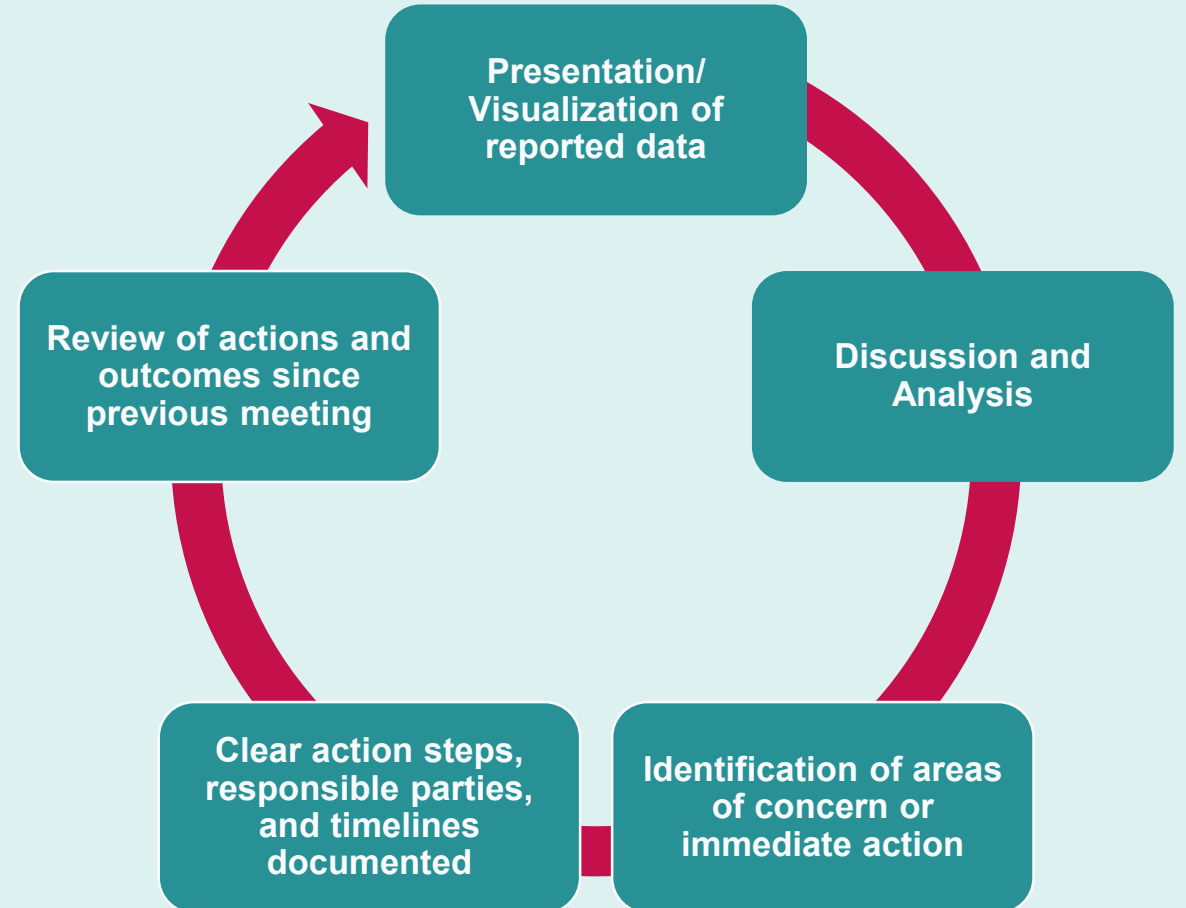 Presentation/
Visualization of
reported data
Discussion and
Analysis
Identification of areas
of concern or
immediate action
Clear action steps,
responsible parties,
and timelines
documented
Review of actions and
outcomes since
previous meeting